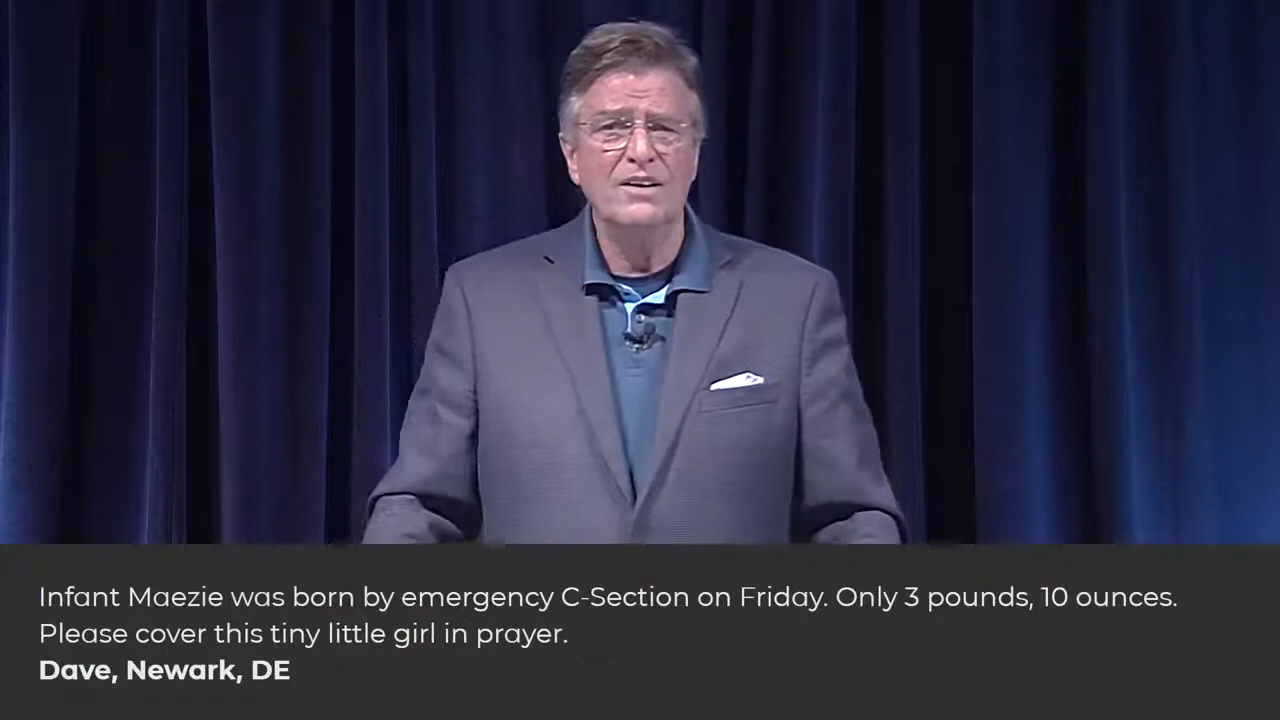 Infant Maezie was born by emergency C-Section on Friday. Only 3 pounds, 10 ounces.
Please cover this tiny little girl in prayer.
Dave, Newark, DE